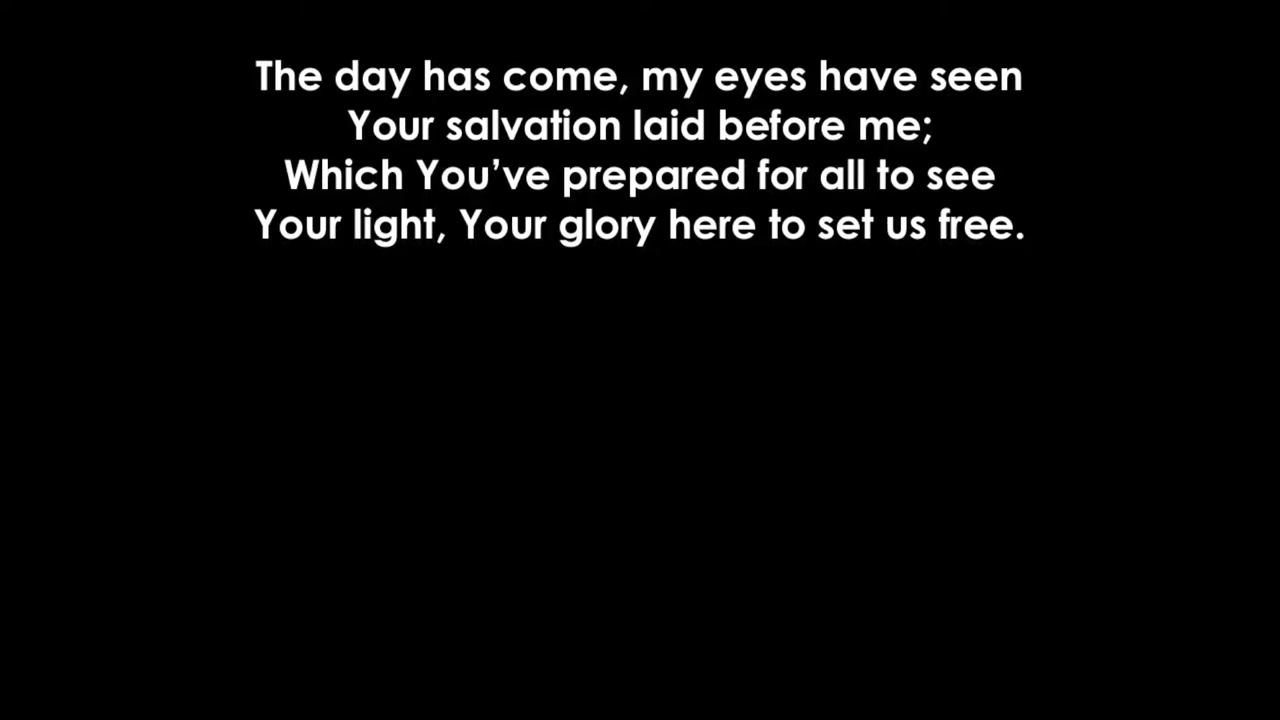 The day has come, my eyes have seen
Your salvation laid before me;
Which You’ve prepared for all to see
Your light, Your glory here to set us free.